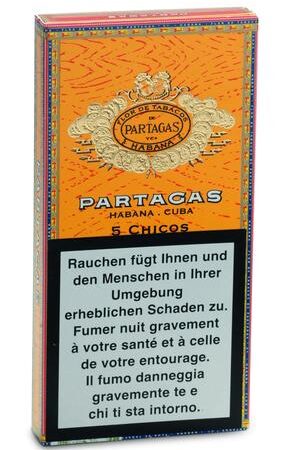 FLOR DE TABACOS
DE
PARTAGAS
Y Cª
HABANA
PARTAGAS
HABANA . CUBA
5 CHICOS
Rauchen fügt Ihnen und
den Menschen in Ihrer
Umgebung
erheblichen Schaden zu.
Fumer nuit gravement
à votre santé et à celle
de votre entourage.
Il fumo danneggia
gravemente te e
chi ti sta intorno.